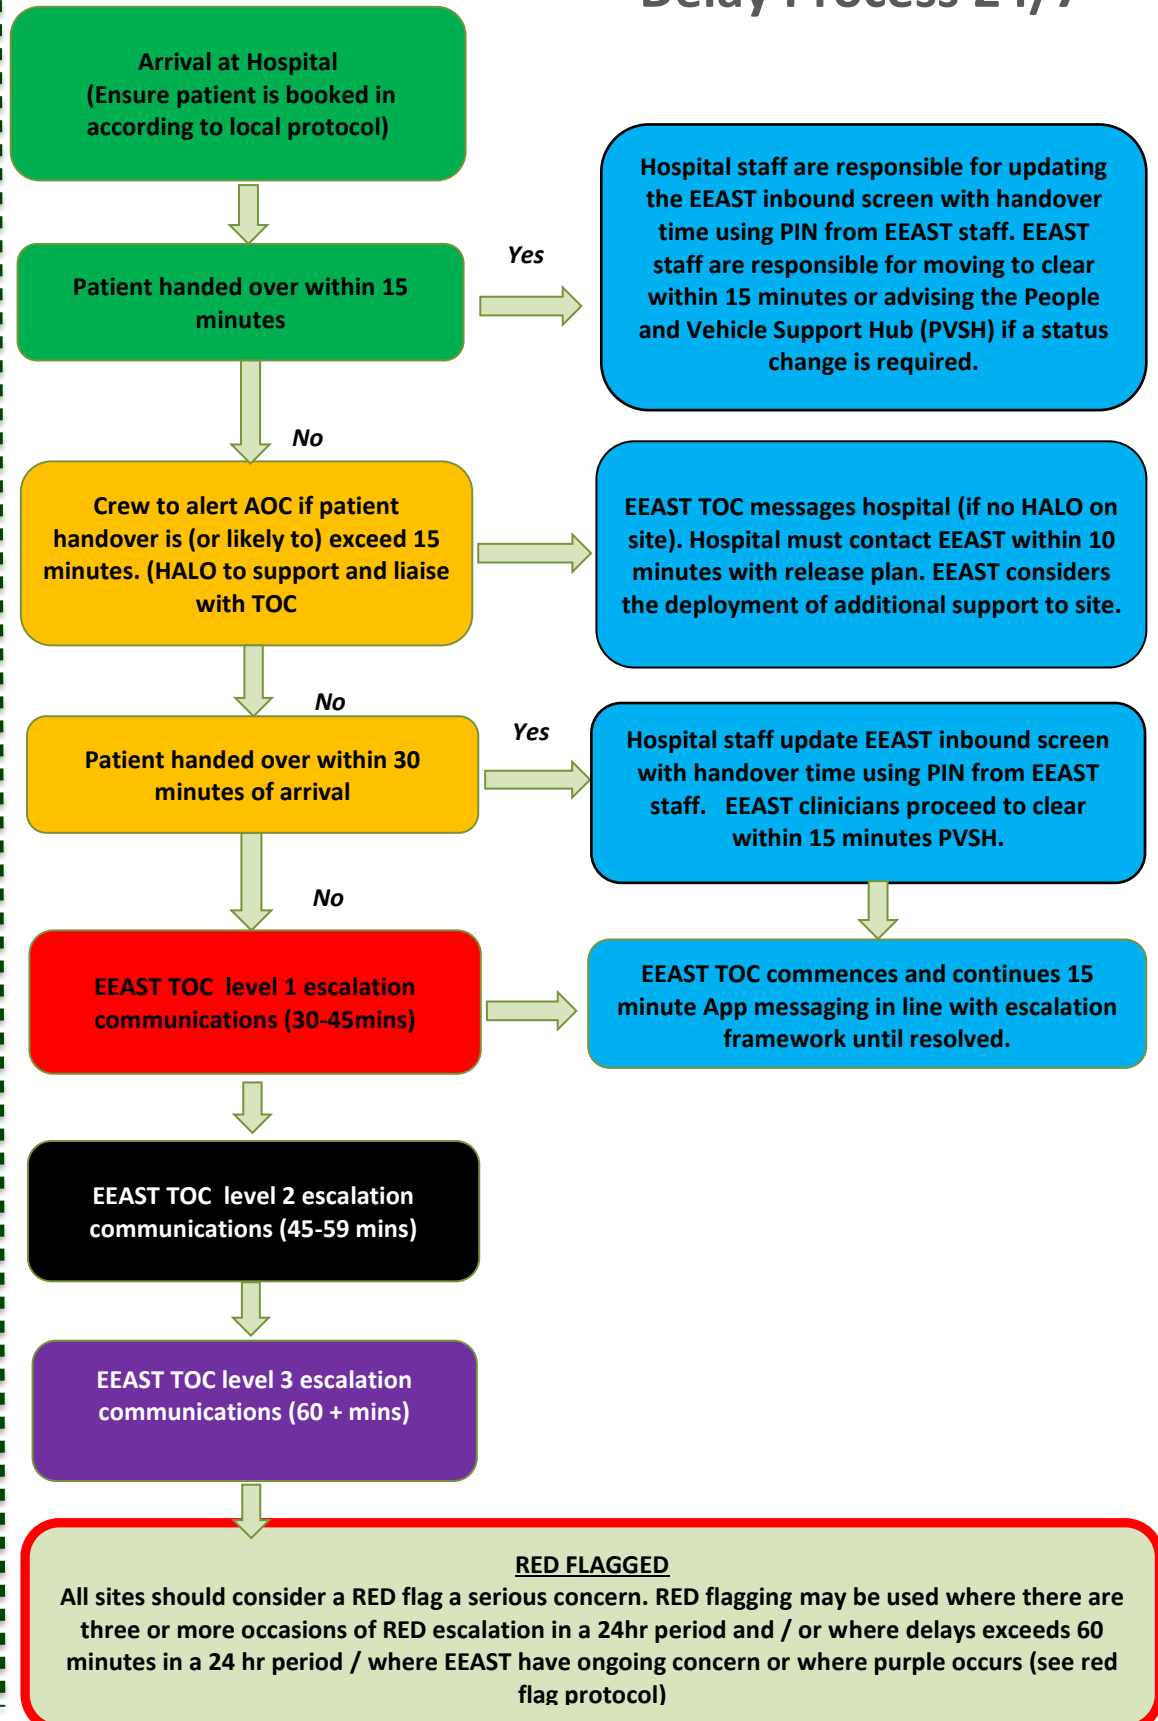 Delay Process 24/7
Arrival at Hospital
(Ensure patient is booked in
according to local protocol)
Hospital staff are responsible for updating
the EEAST inbound screen with handover
time using PIN from EEAST staff. EEAST
staff are responsible for moving to clear
within 15 minutes or advising the People
and Vehicle Support Hub (PVSH) if a status
change is required.
Yes
Patient handed over within 15
minutes
No
Crew to alert AOC if patient
handover is (or likely to) exceed 15
minutes. (HALO to support and liaise
with TOC
EEAST TOC messages hospital (if no HALO on
site). Hospital must contact EEAST within 10
minutes with release plan. EEAST considers
the deployment of additional support to site.
No
Patient handed over within 30
minutes of arrival
Yes
Hospital staff update EEAST inbound screen
with handover time using PIN from EEAST
staff.   EEAST clinicians proceed to clear
within 15 minutes PVSH.
No
EEAST TOC  level 1 escalation
communications (30-45mins)
EEAST TOC commences and continues 15
minute App messaging in line with escalation
framework until resolved.
EEAST TOC  level 2 escalation
communications (45-59 mins)
EEAST TOC level 3 escalation
communications (60 + mins)
RED FLAGGED
All sites should consider a RED flag a serious concern. RED flagging may be used where there are
three or more occasions of RED escalation in a 24hr period and / or where delays exceeds 60
minutes in a 24 hr period / where EEAST have ongoing concern or where purple occurs (see red
flag protocol)